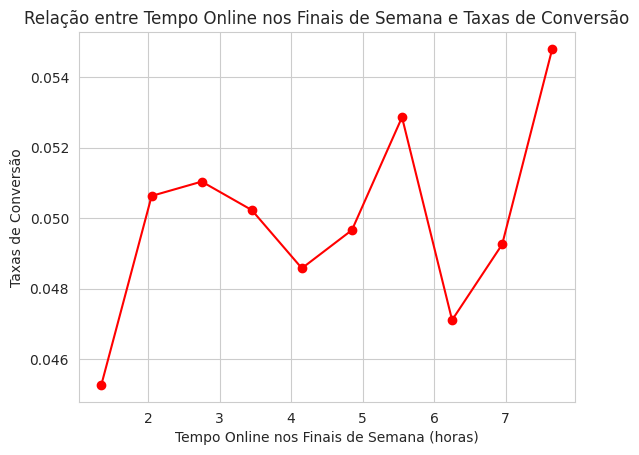 Relação entre Tempo Online nos Finais de Semana e Taxas de Conversão
Taxas de Conversão
0.054
0.052
0.050
0.048
0.046
2 3 4 5 6 7
Tempo Online nos Finais de Semana (horas)